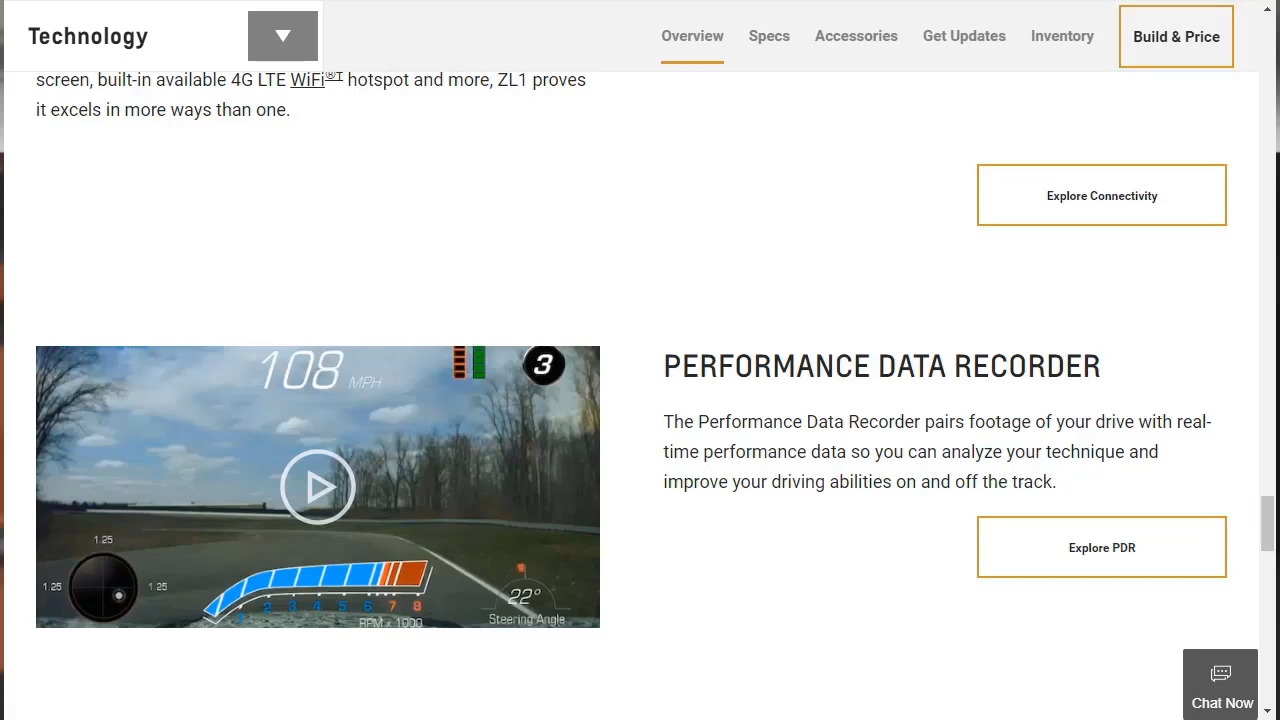 Technology
Overview
Specs
Accessories
Get Updates
Inventory
Build & Price
screen, built-in available 4G LTE WiFi®† hotspot and more, ZL1 proves
it excels in more ways than one.
Explore Connectivity
108 MPH
3
PERFORMANCE DATA RECORDER
The Performance Data Recorder pairs footage of your drive with real-
time performance data so you can analyze your technique and
improve your driving abilities on and off the track.
Explore PDR
1.25
1.25
1.25
1 2 3 4 5 6 7 8
RPM x 1000
22°
Steering Angle
Chat Now